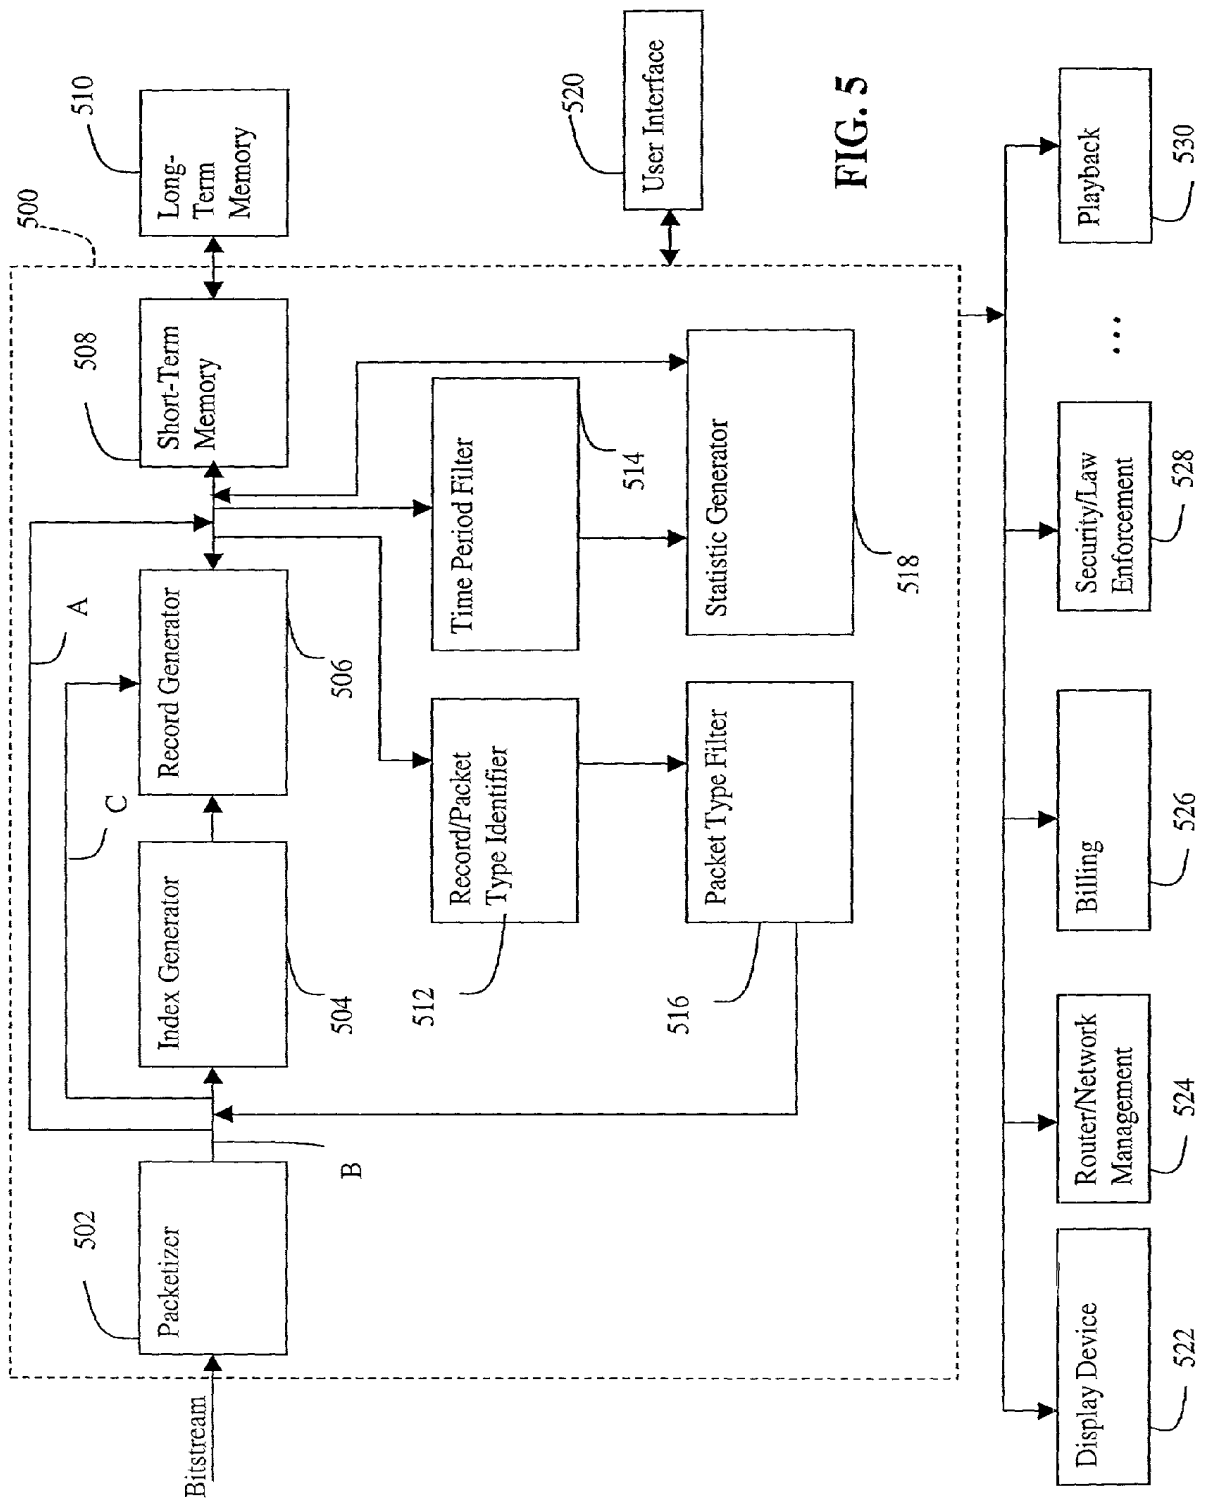 500
A
C
502
Packetizer
Bitstream
B
Index Generator
504
Record Generator
506
508
Short-Term
Memory
510
Long-
Term
Memory
512
Record/Packet
Type Identifier
Time Period Filter
514
520
User Interface
516
Packet Type Filter
Statistic Generator
518
FIG. 5
Display Device
522
Router/Network
Management
524
Billing
526
Security/Law
Enforcement
528
...
Playback
530